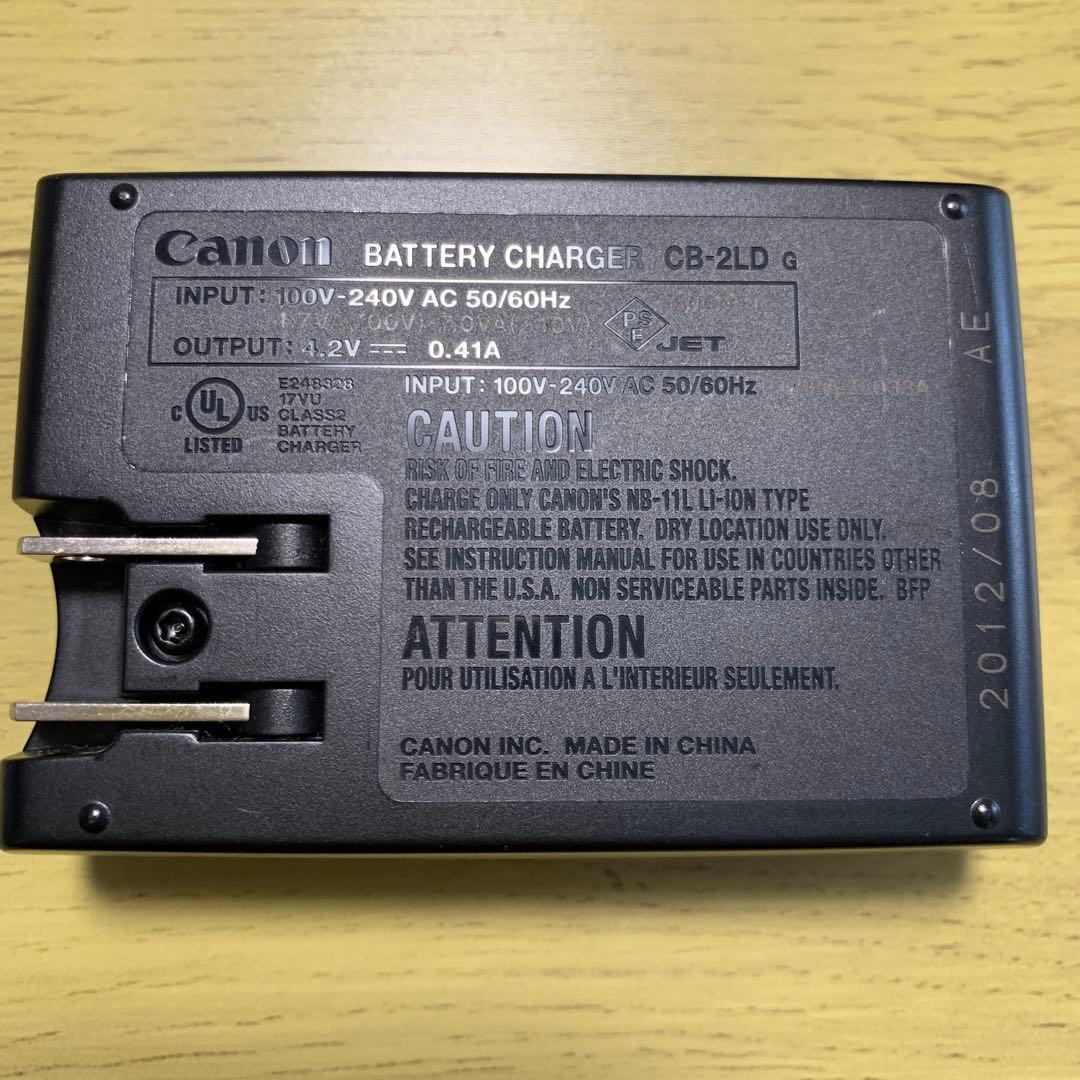 Canon BATTERY CHARGER CB-2LD G
INPUT: 100V-240V AC 50/60Hz
OUTPUT: 4.2V 0.41A
PS
E
JET
C UL US
LISTED
E248328
17VU
CLASS2
BATTERY
CHARGER
INPUT: 100V-240V AC 50/60Hz
CAUTION
RISK OF FIRE AND ELECTRIC SHOCK.
CHARGE ONLY CANON'S NB-11L LI-ION TYPE
RECHARGEABLE BATTERY. DRY LOCATION USE ONLY.
SEE INSTRUCTION MANUAL FOR USE IN COUNTRIES OTHER
THAN THE U.S.A. NON SERVICEABLE PARTS INSIDE. BFP
ATTENTION
POUR UTILISATION A L'INTERIEUR SEULEMENT.
CANON INC. MADE IN CHINA
FABRIQUE EN CHINE
2012/08 AE